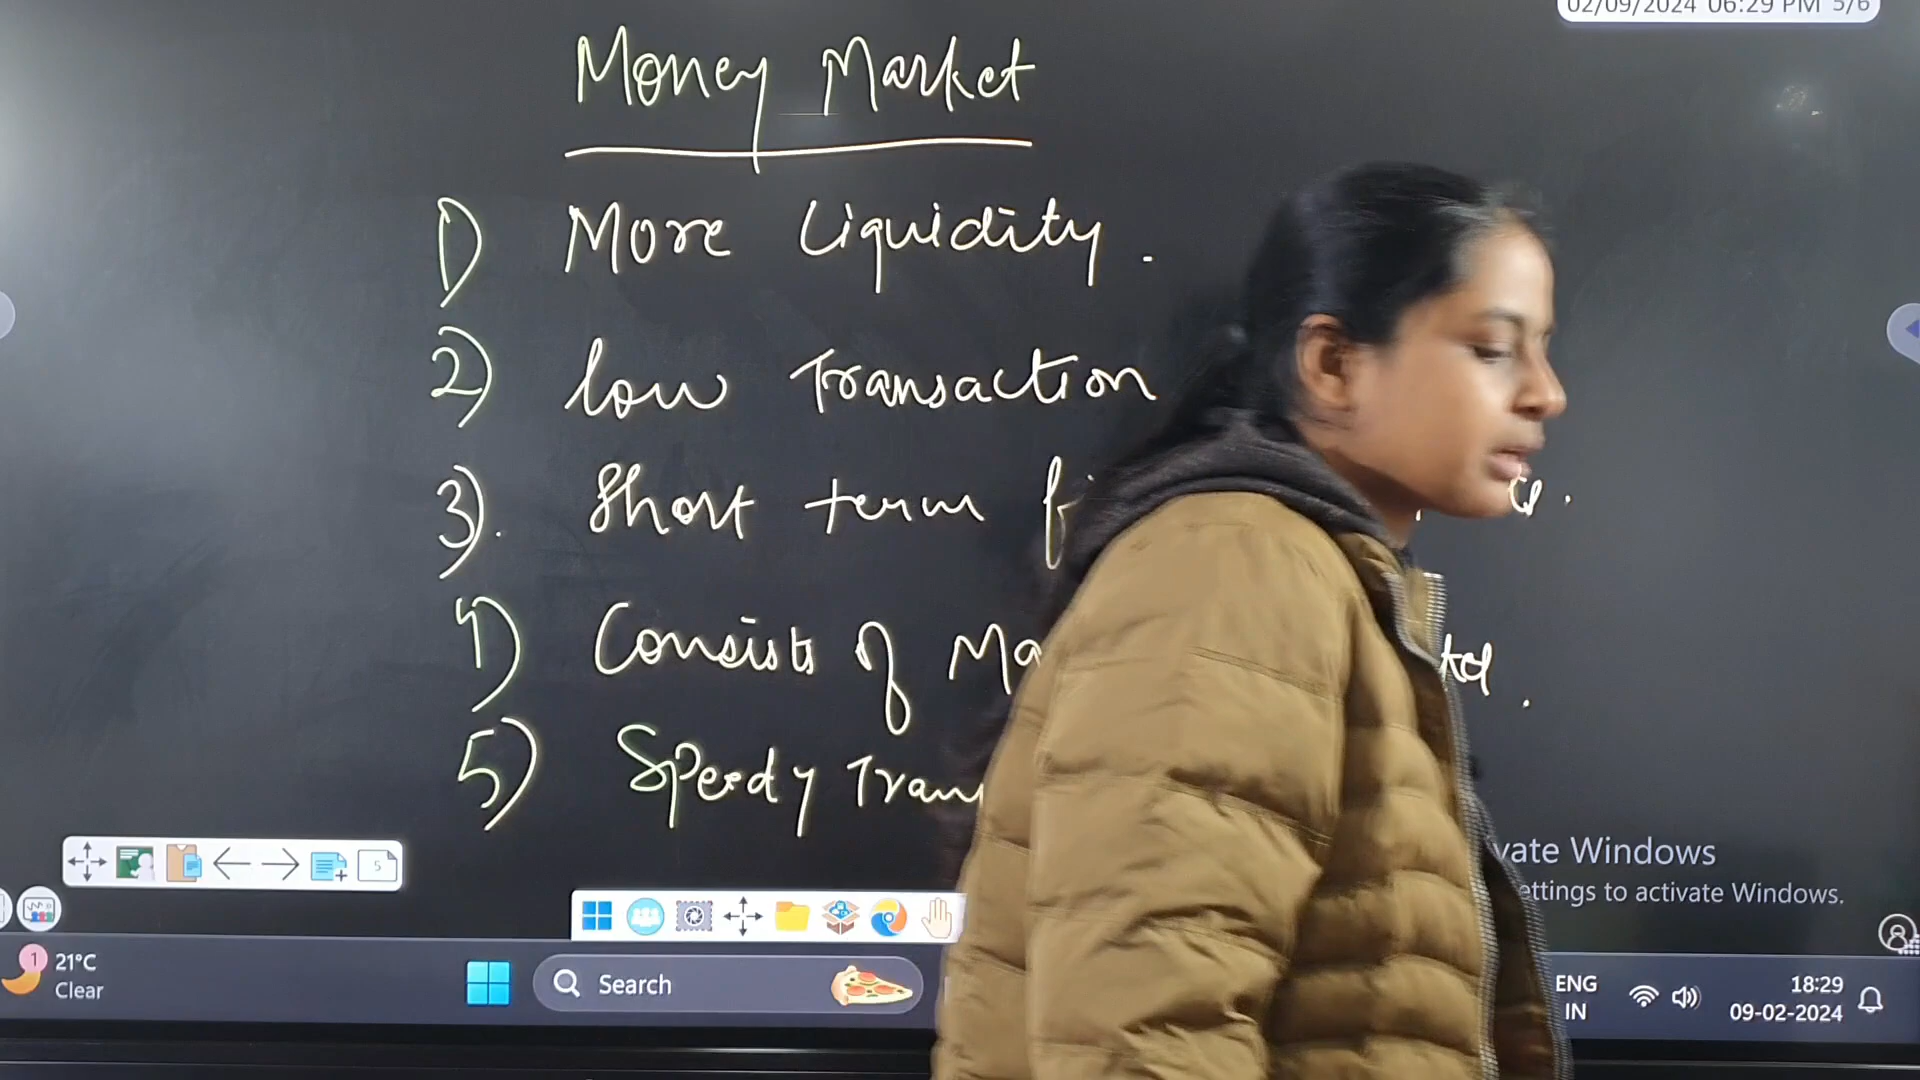 02/09/2024 06:29 PM 5/6
Money Market
1) More Liquidity.
2) low Transaction
3). Short term
4) Consists of
5) Speedy
5
vate Windows
ettings to activate Windows.
1
21°C
Clear
Search
ENG
IN
18:29
09-02-2024